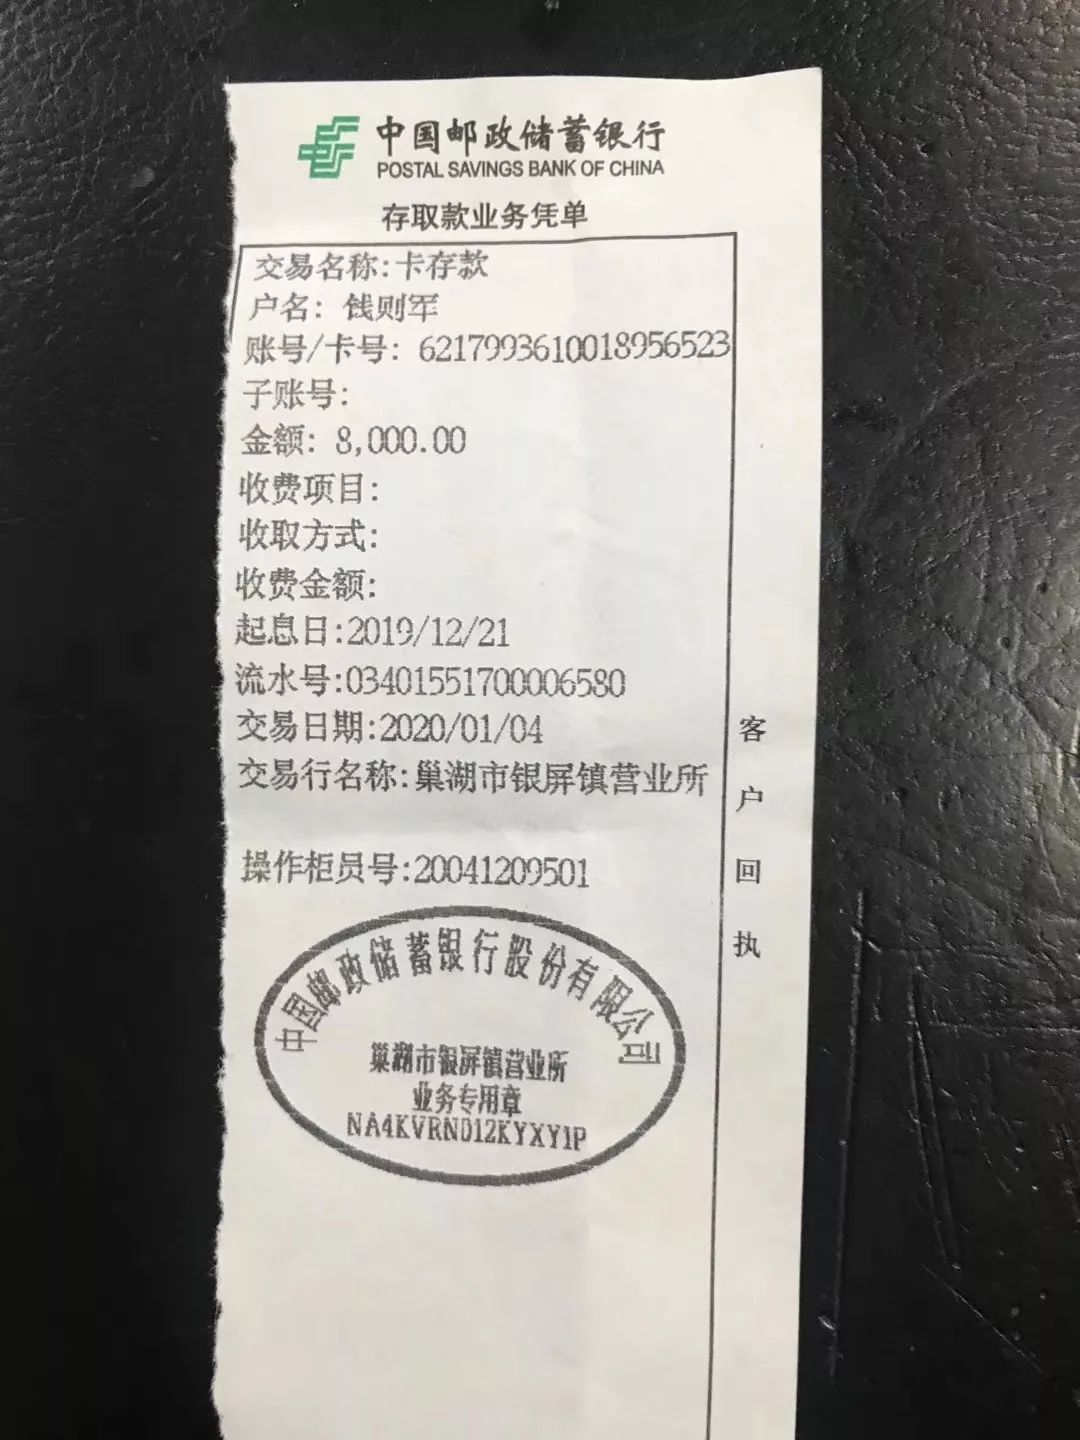 中国邮政储蓄银行
POSTAL SAVINGS BANK OF CHINA
存取款业务凭单
交易名称:卡存款
户名: 钱则军
账号/卡号: 6217993610018956523
子账号:
金额: 8,000.00
收费项目:
收取方式:
收费金额:
起息日:2019/12/21
流水号:03401551700006580
交易日期:2020/01/04
交易行名称:巢湖市银屏镇营业所
操作柜员号:20041209501
客户回执
中国邮政储蓄银行股份有限公司
巢湖市银屏镇营业所
业务专用章
NA4KVRN012KYXY1P